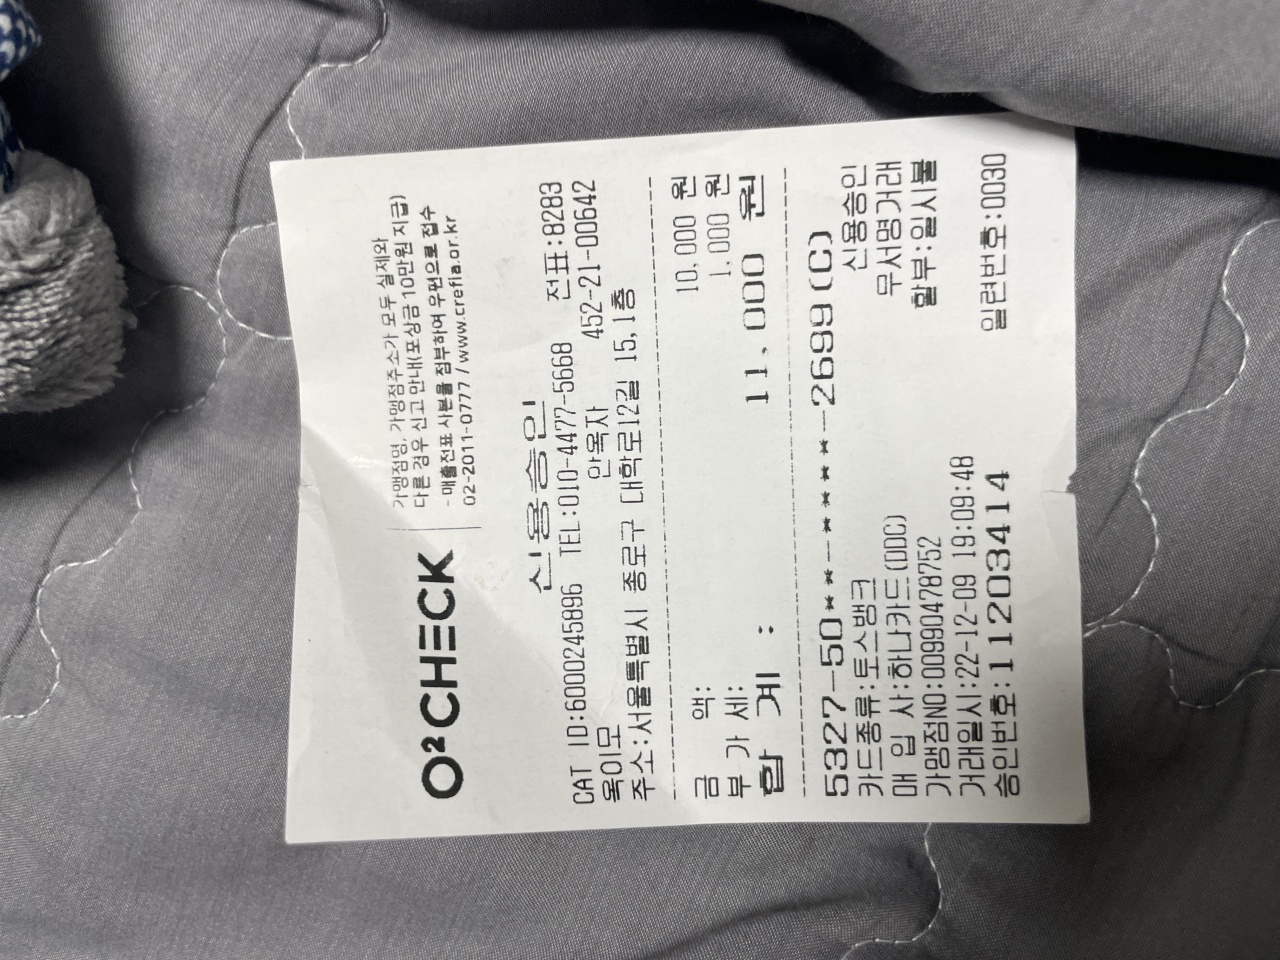 O²CHECK
가맹점명, 가맹점주소가 모두 실제와
다른 경우 신고 안내(포상금 10만원 지급)
- 매출전표 사본을 첨부하여 우편으로 접수
02-2011-0777 / www.crefia.or.kr
신용승인
CAT ID:6000245896 TEL:010-4477-5668 전표:8283
옥이모 안옥자 452-21-00642
주소:서울특별시 종로구 대학로12길 15,1층
금 액: 10,000 원
부 가 세: 1,000 원
합 계 : 11,000 원
5327-50**-****-2699(C)
카드종류:토스뱅크 신용승인
매 입 사:하나카드(DDC) 무서명거래
가맹점NO:00990478752 할부:일시불
거래일시:22-12-09 19:09:48
승인번호:11203414 일련번호:0030